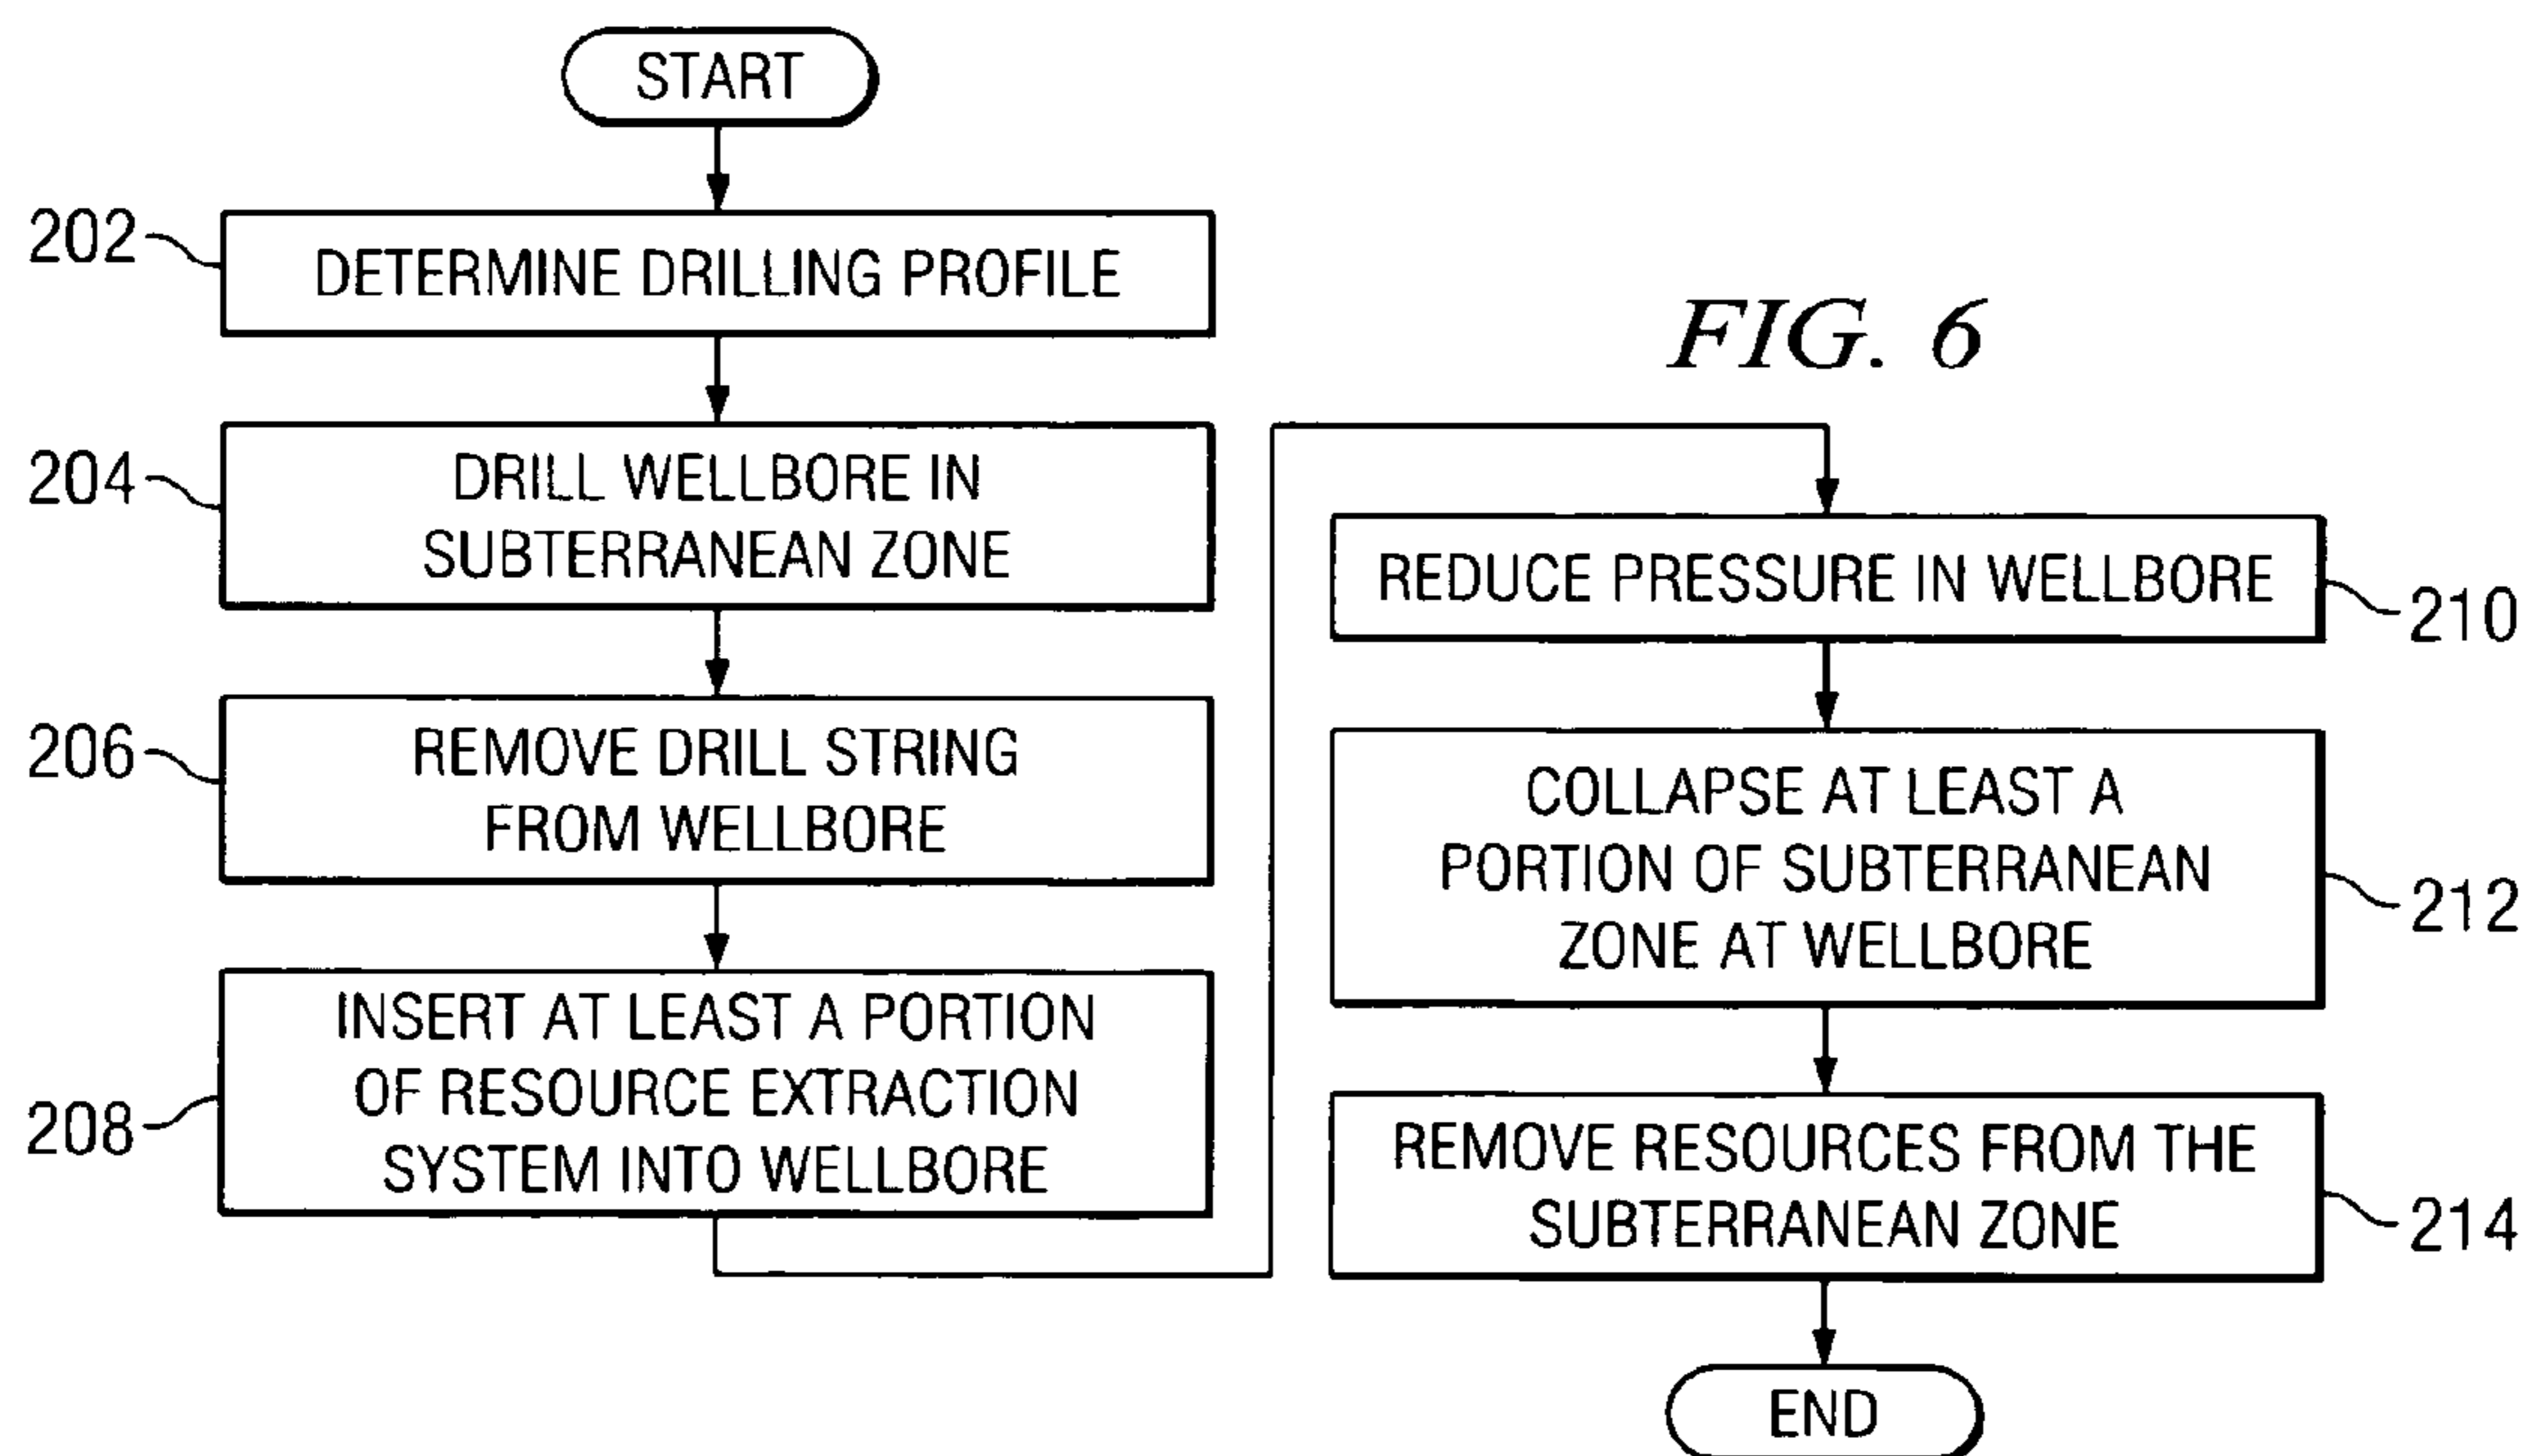 START
202
DETERMINE DRILLING PROFILE
204
DRILL WELLBORE IN
SUBTERRANEAN ZONE
206
REMOVE DRILL STRING
FROM WELLBORE
208
INSERT AT LEAST A PORTION
OF RESOURCE EXTRACTION
SYSTEM INTO WELLBORE
FIG. 6
REDUCE PRESSURE IN WELLBORE
210
COLLAPSE AT LEAST A
PORTION OF SUBTERRANEAN
ZONE AT WELLBORE
212
REMOVE RESOURCES FROM THE
SUBTERRANEAN ZONE
214
END